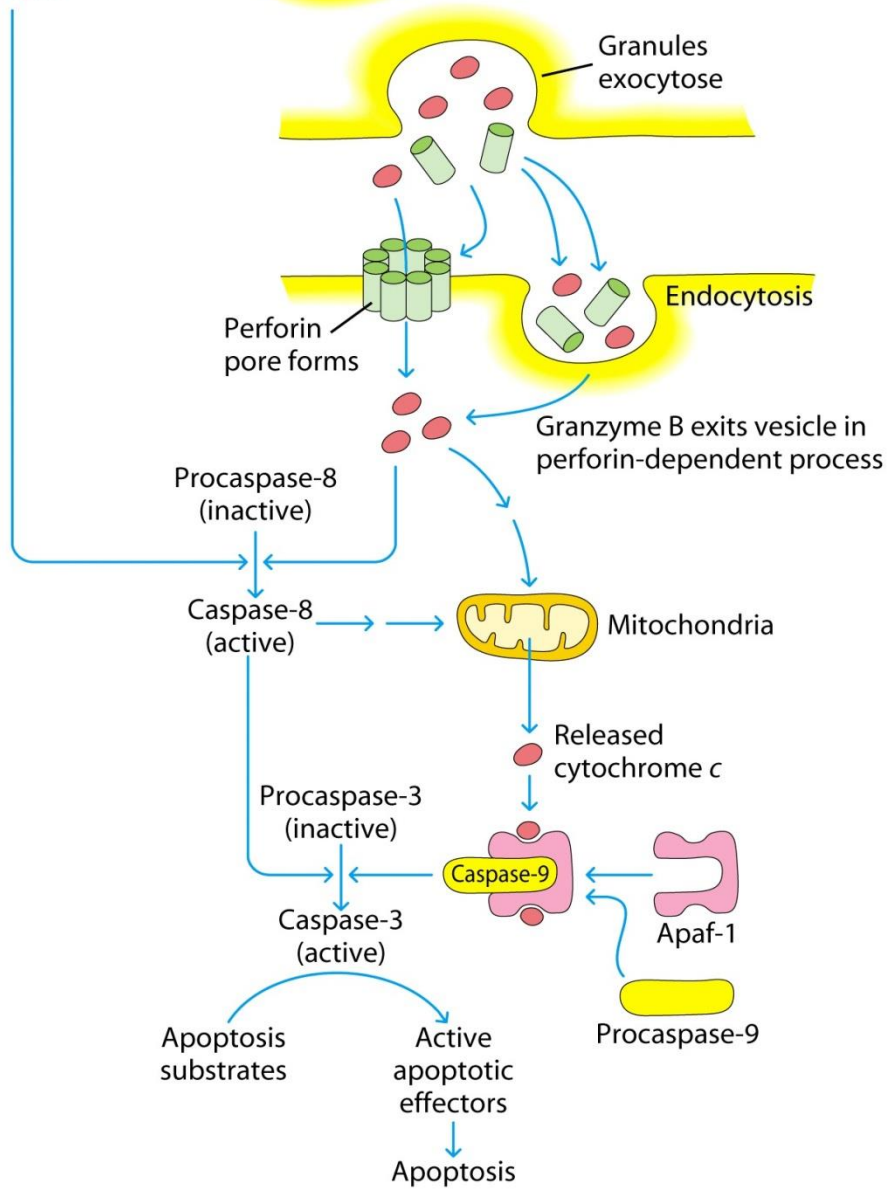 Granules
exocytose
Endocytosis
Perforin
pore forms
Granzyme B exits vesicle in
perforin-dependent process
Procaspase-8
(inactive)
Caspase-8
(active)
Mitochondria
Released
cytochrome c
Procaspase-3
(inactive)
Caspase-9
Caspase-3
(active)
Apaf-1
Procaspase-9
Apoptosis
substrates
Active
apoptotic
effectors
Apoptosis